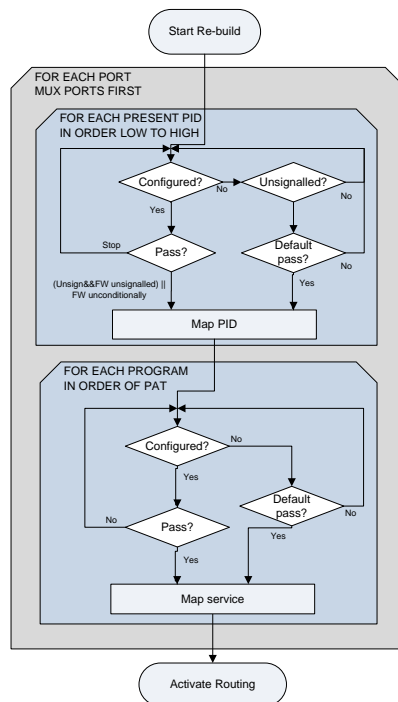 Start Re-build
FOR EACH PORT
MUX PORTS FIRST
FOR EACH PRESENT PID
IN ORDER LOW TO HIGH
Configured?
No
Unsignalled?
No
Yes
Stop
Pass?
Default
pass?
No
(Unsign&&FW unsignalled) ||
FW unconditionally
Yes
Map PID
FOR EACH PROGRAM
IN ORDER OF PAT
Configured?
No
Yes
Default
pass?
No
No
Pass?
Yes
Yes
Map service
Activate Routing